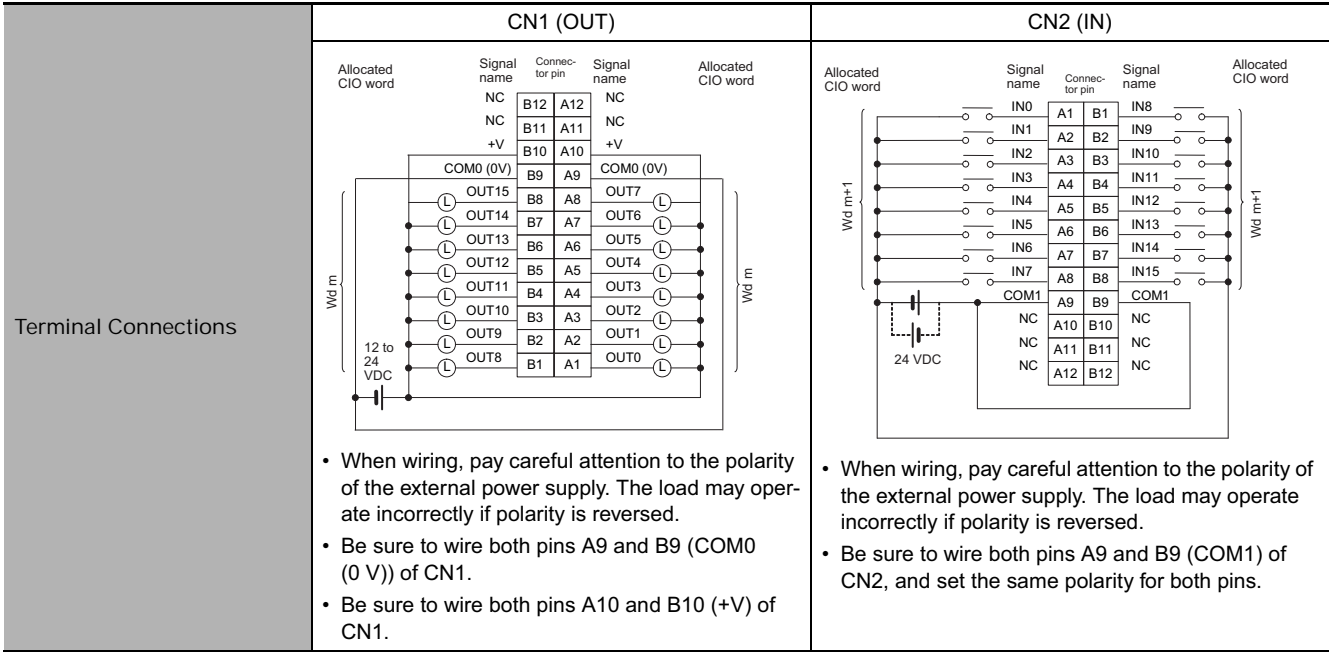 CN1 (OUT)
CN2 (IN)
Terminal Connections
Allocated
CIO word
Signal
name
Connec-
tor pin
Signal
name
Allocated
CIO word
NC B12 A12 NC
NC B11 A11 NC
+V B10 A10 +V
COM0 (0V) B9 A9 COM0 (0V)
OUT15 B8 A8 OUT7
L L
OUT14 B7 A7 OUT6
L L
OUT13 B6 A6 OUT5
L L
OUT12 B5 A5 OUT4
L L
OUT11 B4 A4 OUT3
L L
OUT10 B3 A3 OUT2
L L
OUT9 B2 A2 OUT1
L L
OUT8 B1 A1 OUT0
L L
Wd m
Wd m
12 to
24
VDC
• When wiring, pay careful attention to the polarity
of the external power supply. The load may oper-
ate incorrectly if polarity is reversed.
• Be sure to wire both pins A9 and B9 (COM0
(0 V)) of CN1.
• Be sure to wire both pins A10 and B10 (+V) of
CN1.
Allocated
CIO word
Signal
name
Connec-
tor pin
Signal
name
Allocated
CIO word
IN0 A1 B1 IN8
IN1 A2 B2 IN9
IN2 A3 B3 IN10
IN3 A4 B4 IN11
IN4 A5 B5 IN12
IN5 A6 B6 IN13
IN6 A7 B7 IN14
IN7 A8 B8 IN15
COM1 A9 B9 COM1
NC A10 B10 NC
NC A11 B11 NC
NC A12 B12 NC
Wd m+1
Wd m+1
24 VDC
• When wiring, pay careful attention to the polarity of
the external power supply. The load may operate
incorrectly if polarity is reversed.
• Be sure to wire both pins A9 and B9 (COM1) of
CN2, and set the same polarity for both pins.